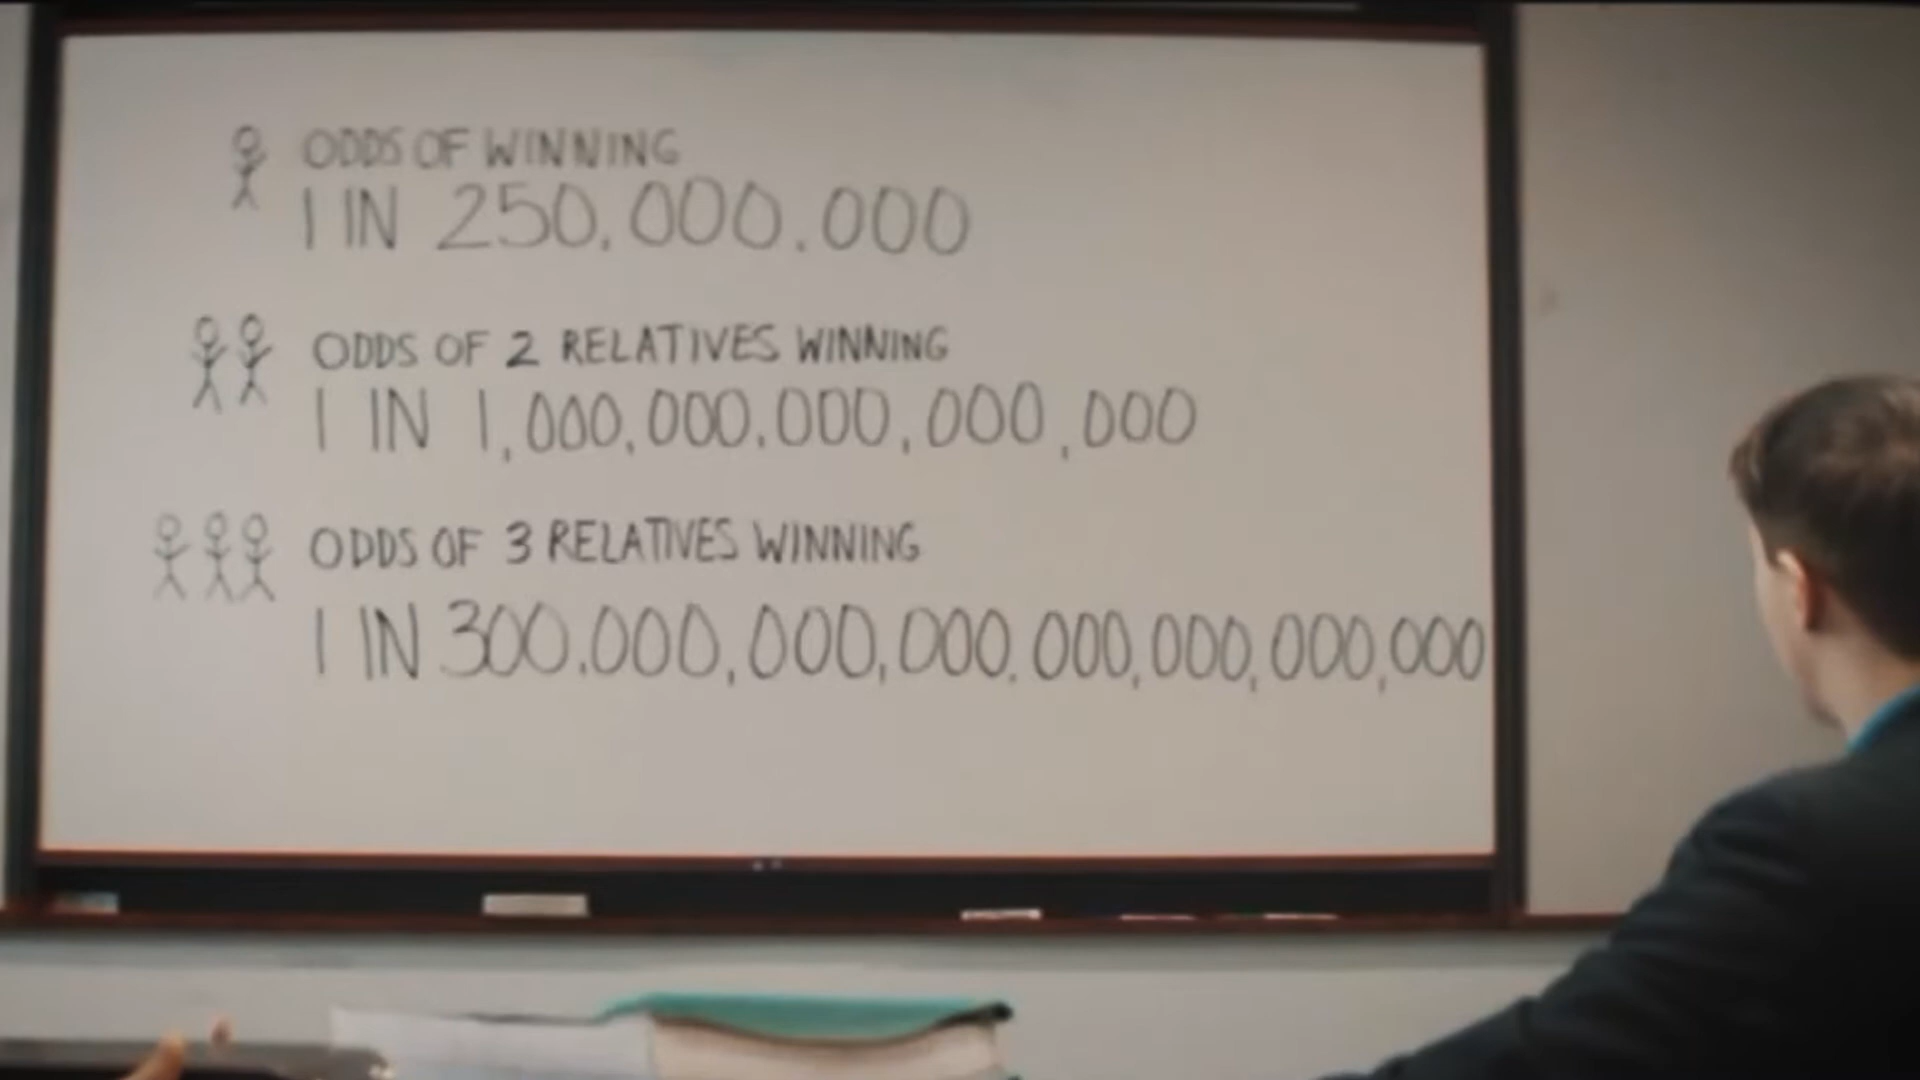 ODDS OF WINNING
1 IN 250,000,000
ODDS OF 2 RELATIVES WINNING
1 IN 1,000,000,000,000,000
ODDS OF 3 RELATIVES WINNING
1 IN 300,000,000,000,000,000,000,000